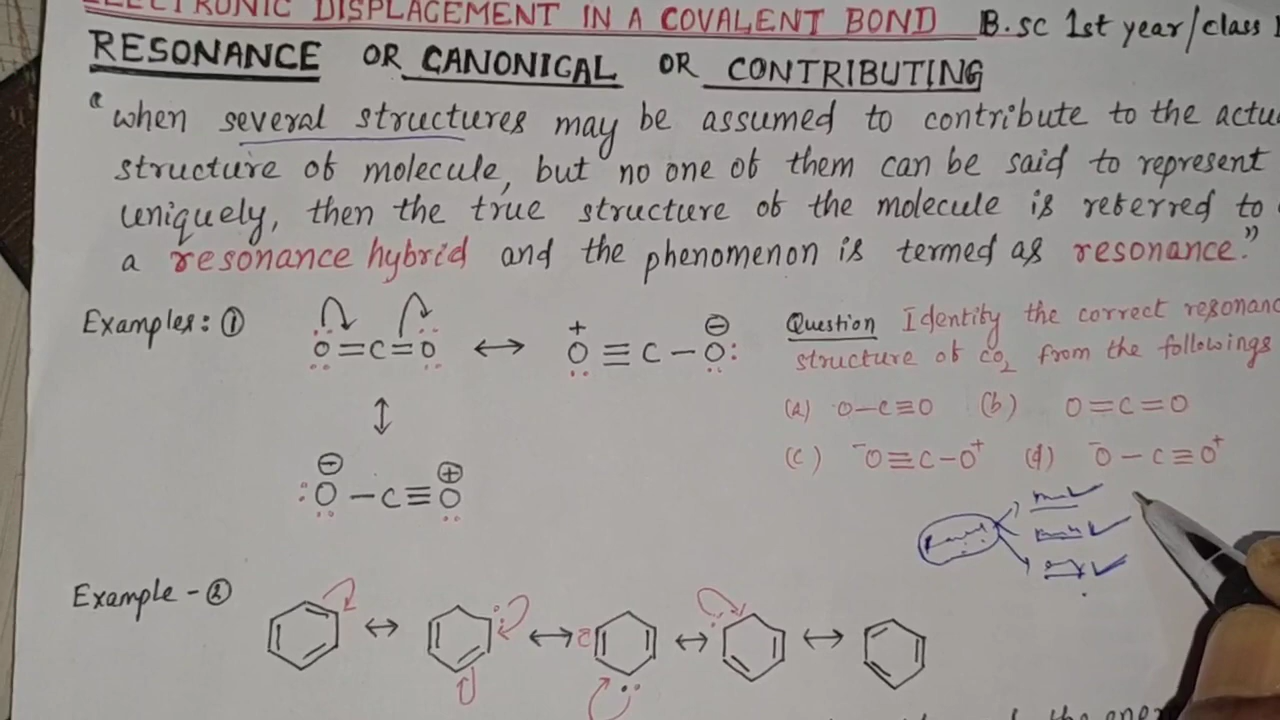 ELECTRONIC DISPLACEMENT IN A COVALENT BOND B.sc 1st year/class
RESONANCE OR CANONICAL OR CONTRIBUTING
"when several structures may be assumed to contribute to the
structure of molecule, but no one of them can be said to represent
uniquely, then the true structure of the molecule is referred to
a resonance hybrid and the phenomenon is termed as resonance."
Examples: ①
O=C=O ↔ O≡C-O:
+ ⊖
↕
⊖ ⊕
:O-C≡O
Question Identity the correct
structure of CO2 from the followings
(a) O-C≡O (b) O=C=O
(c) ⁻O≡C-O⁺ (d) ⁻O-C≡O⁺
Example - ②
↔ ↔ ↔ ↔
the